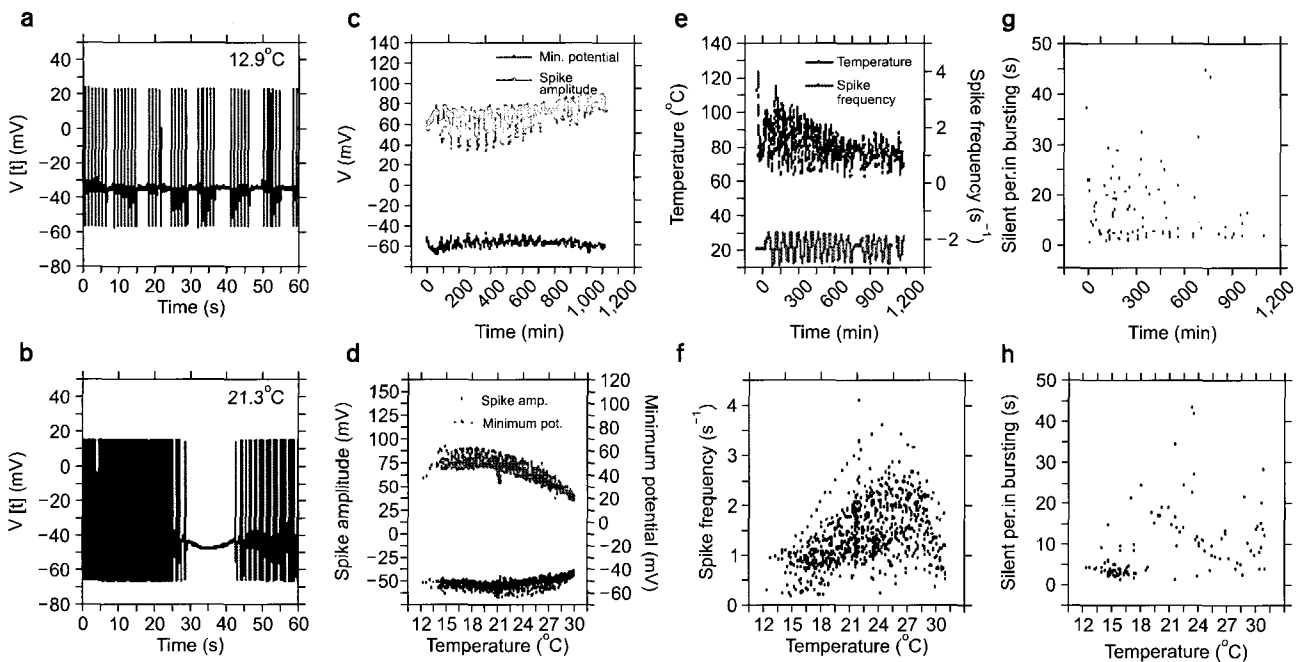 a
12.9°C
V [t] (mV)
40
20
0
−20
−40
−60
−80
0 10 20 30 40 50 60
Time (s)
b
21.3°C
V [t] (mV)
40
20
0
−20
−40
−60
−80
0 10 20 30 40 50 60
Time (s)
c
Min. potential
Spike
amplitude
V (mV)
140
120
100
80
60
40
20
0
−20
−40
−60
−80
0 200 400 600 800 1,000 1,200
Time (min)
d
Spike amp.
Minimum pot.
Spike amplitude (mV)
150
125
100
75
50
25
0
−25
−50
−75
Minimum potential (mV)
120
100
80
60
40
20
0
−20
−40
−60
12 15 18 21 24 27 30
Temperature (°C)
e
Temperature
Spike
frequency
Temperature (°C)
140
120
100
80
60
40
20
Spike frequency (s⁻¹)
4
2
0
−2
0 300 600 900 1,200
Time (min)
f
Spike frequency (s⁻¹)
4
3
2
1
0
12 15 18 21 24 27 30
Temperature (°C)
g
Silent per.in bursting (s)
50
40
30
20
10
0
0 300 600 900 1,200
Time (min)
h
Silent per.in bursting (s)
50
40
30
20
10
0
12 15 18 21 24 27 30
Temperature (°C)